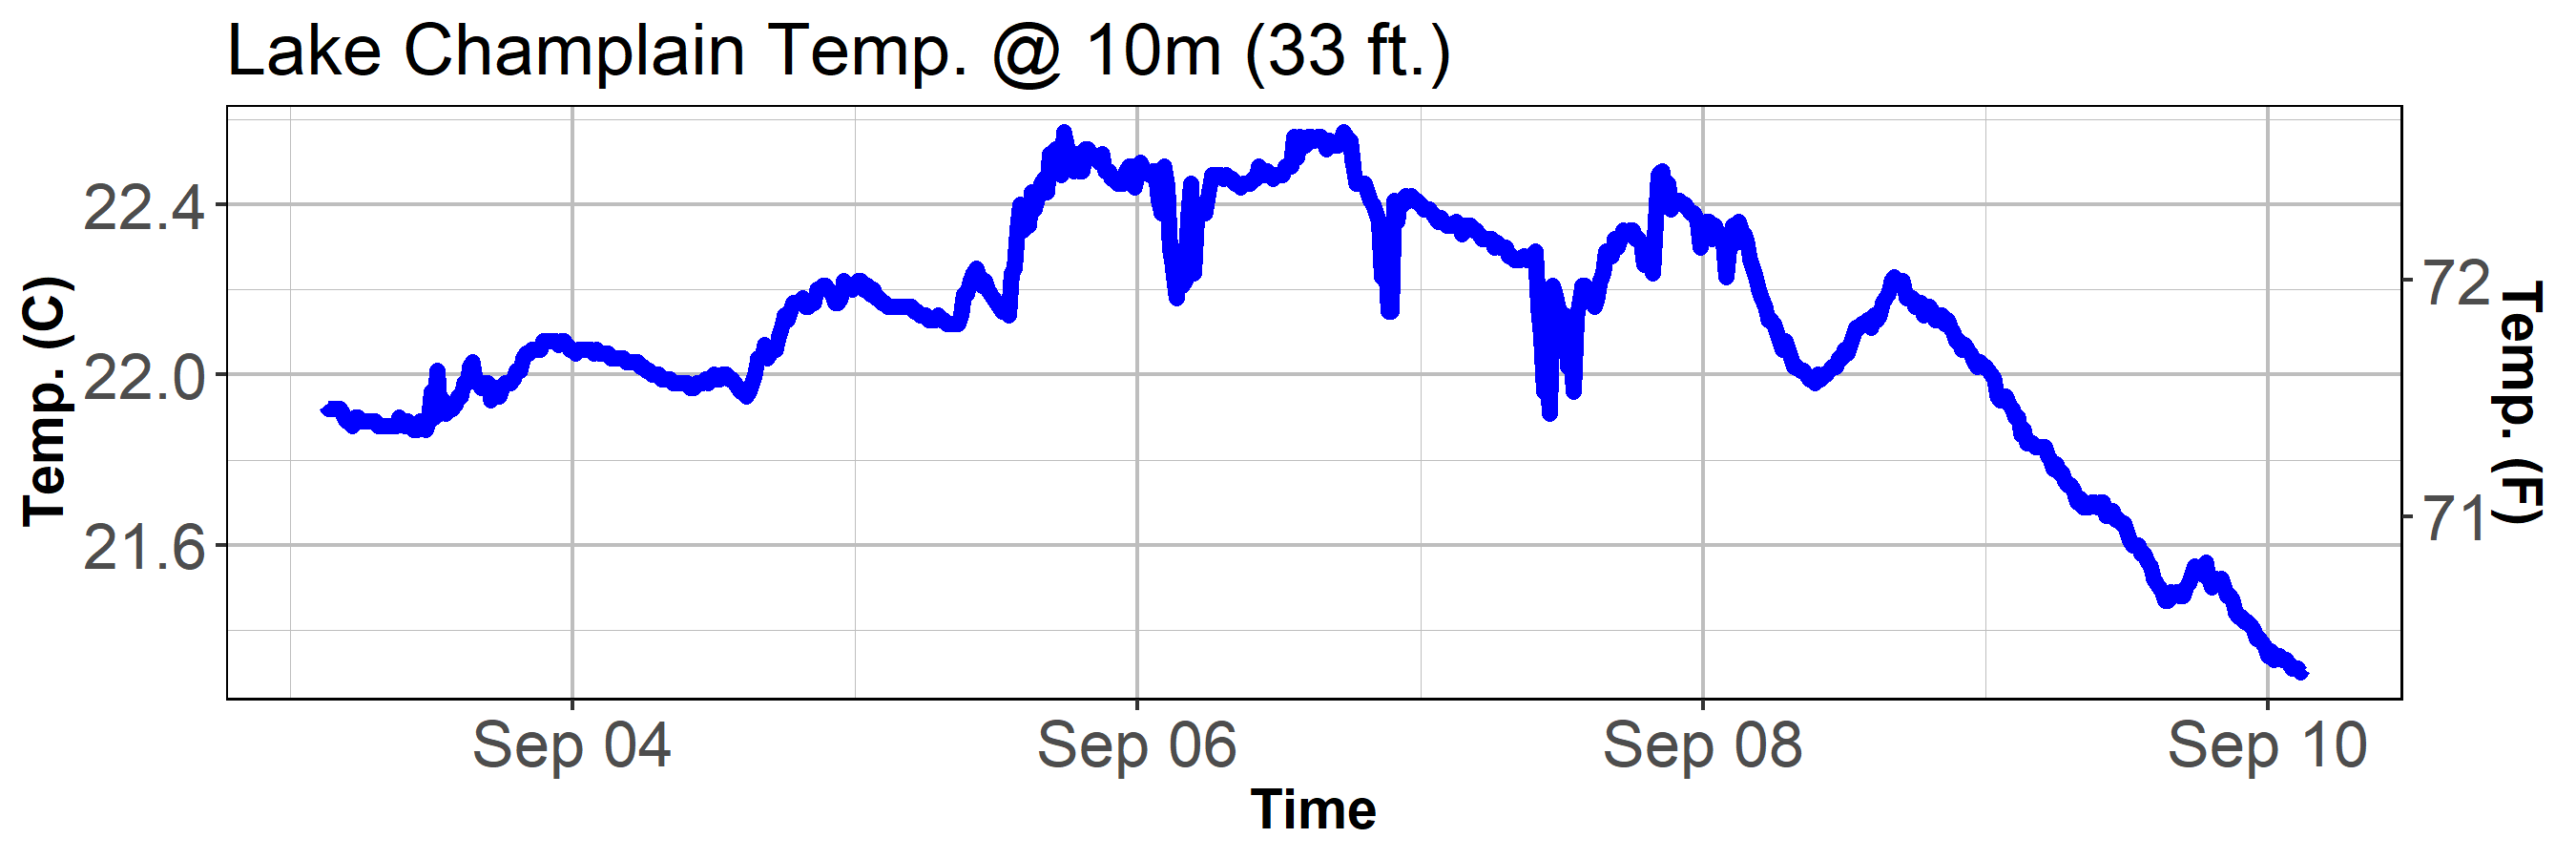 Lake Champlain Temp. @ 10m (33 ft.)
Temp. (C)
22.4
22.0
21.6
72
71
Temp. (F)
Sep 04
Sep 06
Sep 08
Sep 10
Time